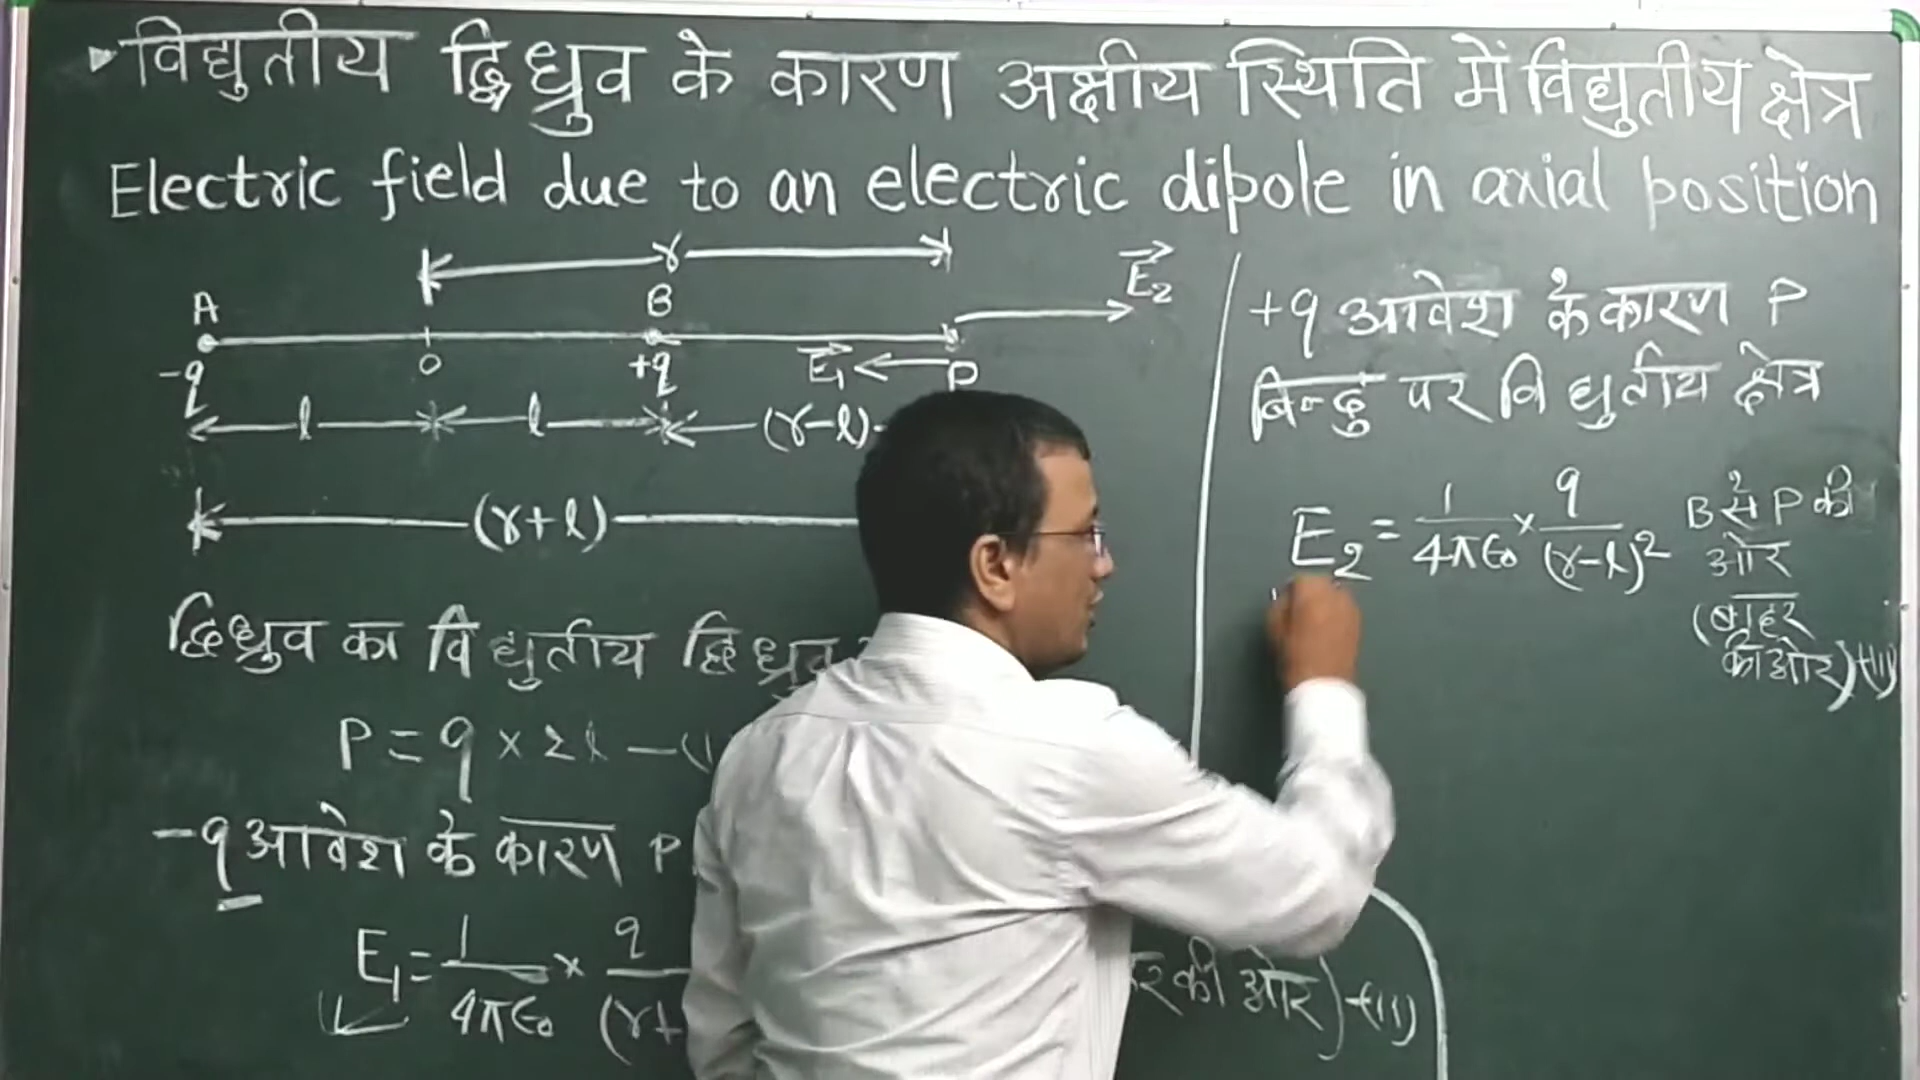 विद्युतीय द्विध्रुव के कारण अक्षीय स्थिति में विद्युतीय क्षेत्र
Electric field due to an electric dipole in axial position
r
E₂
A B
-q O +q E₁ P
l l (r-l)
(r+l)
द्विध्रुव का विद्युतीय द्विध्रुव
P = q × 2l —(
-q आवेश के कारण P
E₁ = 1/4πϵ₀ × q/(r+
की ओर) -(ii)
+q आवेश के कारण P
बिन्दु पर विद्युतीय क्षेत्र
E₂ = 1/4πϵ₀ × q/(r-l)²
B से P की
ओर
(बाहर
की ओर)